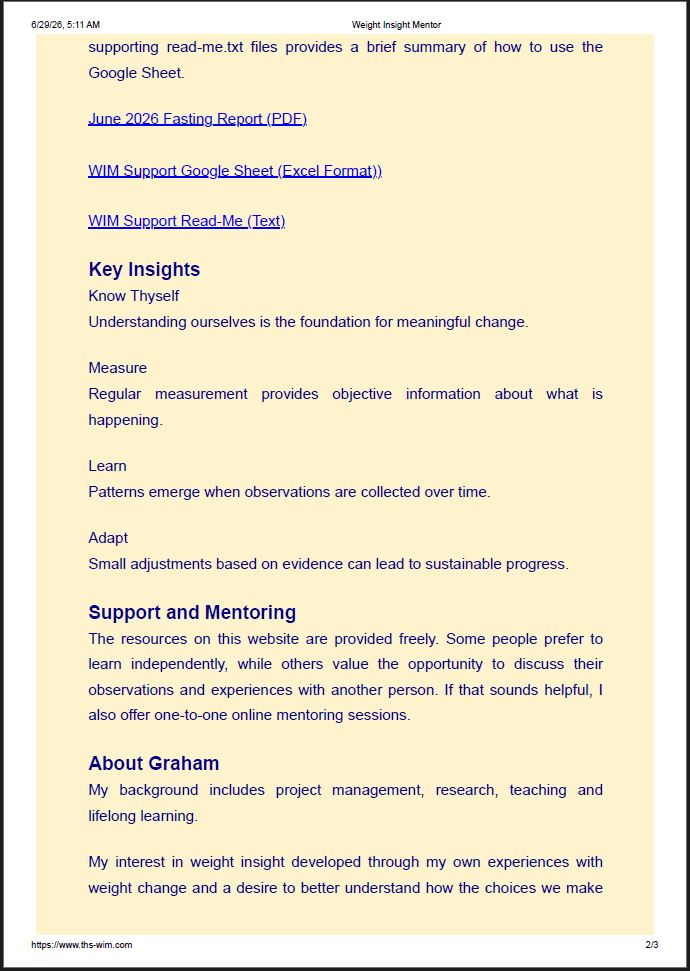 6/29/26, 5:11 AM
Weight Insight Mentor
supporting read-me.txt files provides a brief summary of how to use the
Google Sheet.
June 2026 Fasting Report (PDF)
WIM Support Google Sheet (Excel Format))
WIM Support Read-Me (Text)
Key Insights
Know Thyself
Understanding ourselves is the foundation for meaningful change.
Measure
Regular measurement provides objective information about what is
happening.
Learn
Patterns emerge when observations are collected over time.
Adapt
Small adjustments based on evidence can lead to sustainable progress.
Support and Mentoring
The resources on this website are provided freely. Some people prefer to
learn independently, while others value the opportunity to discuss their
observations and experiences with another person. If that sounds helpful, I
also offer one-to-one online mentoring sessions.
About Graham
My background includes project management, research, teaching and
lifelong learning.
My interest in weight insight developed through my own experiences with
weight change and a desire to better understand how the choices we make
https://www.ths-wim.com
2/3